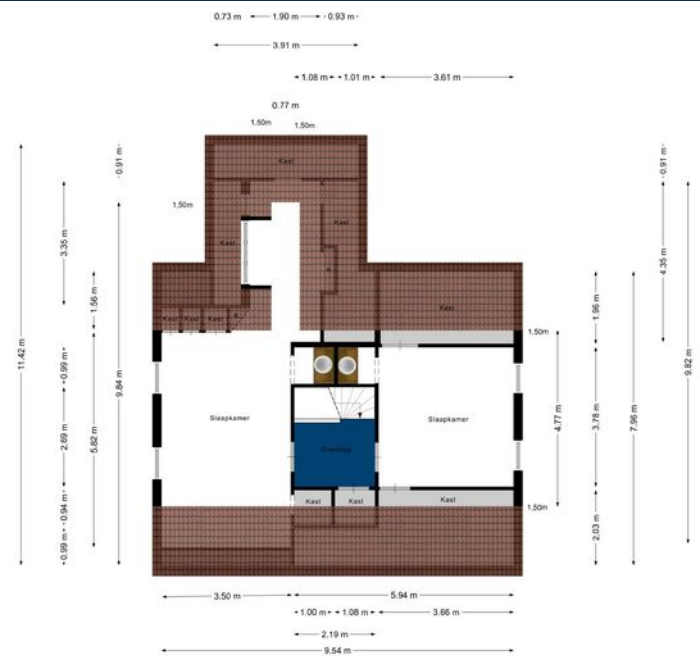 0.73 m
1.90 m
0.93 m
3.91 m
1.08 m
1.01 m
3.61 m
0.77 m
1,50m
1,50m
0.91 m
0.91 m
Kast
1,50m
3.35 m
Kast
Kast
4.35 m
K
1.56 m
1.96 m
Kast
Kast
Kast
Kast
K
1,50m
11.42 m
9.84 m
0.99 m
9.82 m
7.96 m
3.78 m
4.77 m
Slaapkamer
Slaapkamer
2.69 m
5.82 m
Overloop
Kast
Kast
Kast
1,50m
0.94 m
0.99 m
2.03 m
3.50 m
5.94 m
1.00 m
1.08 m
3.66 m
2.19 m
9.54 m